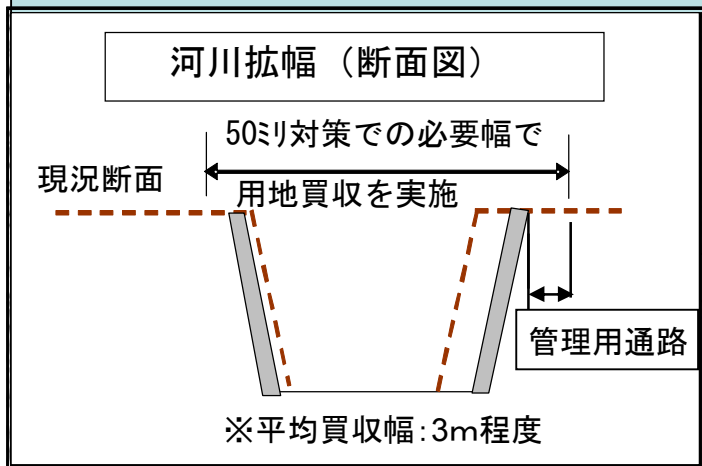 河川拡幅（断面図）
50ﾐﾘ対策での必要幅で
現況断面
用地買収を実施
管理用通路
※平均買収幅:3m程度